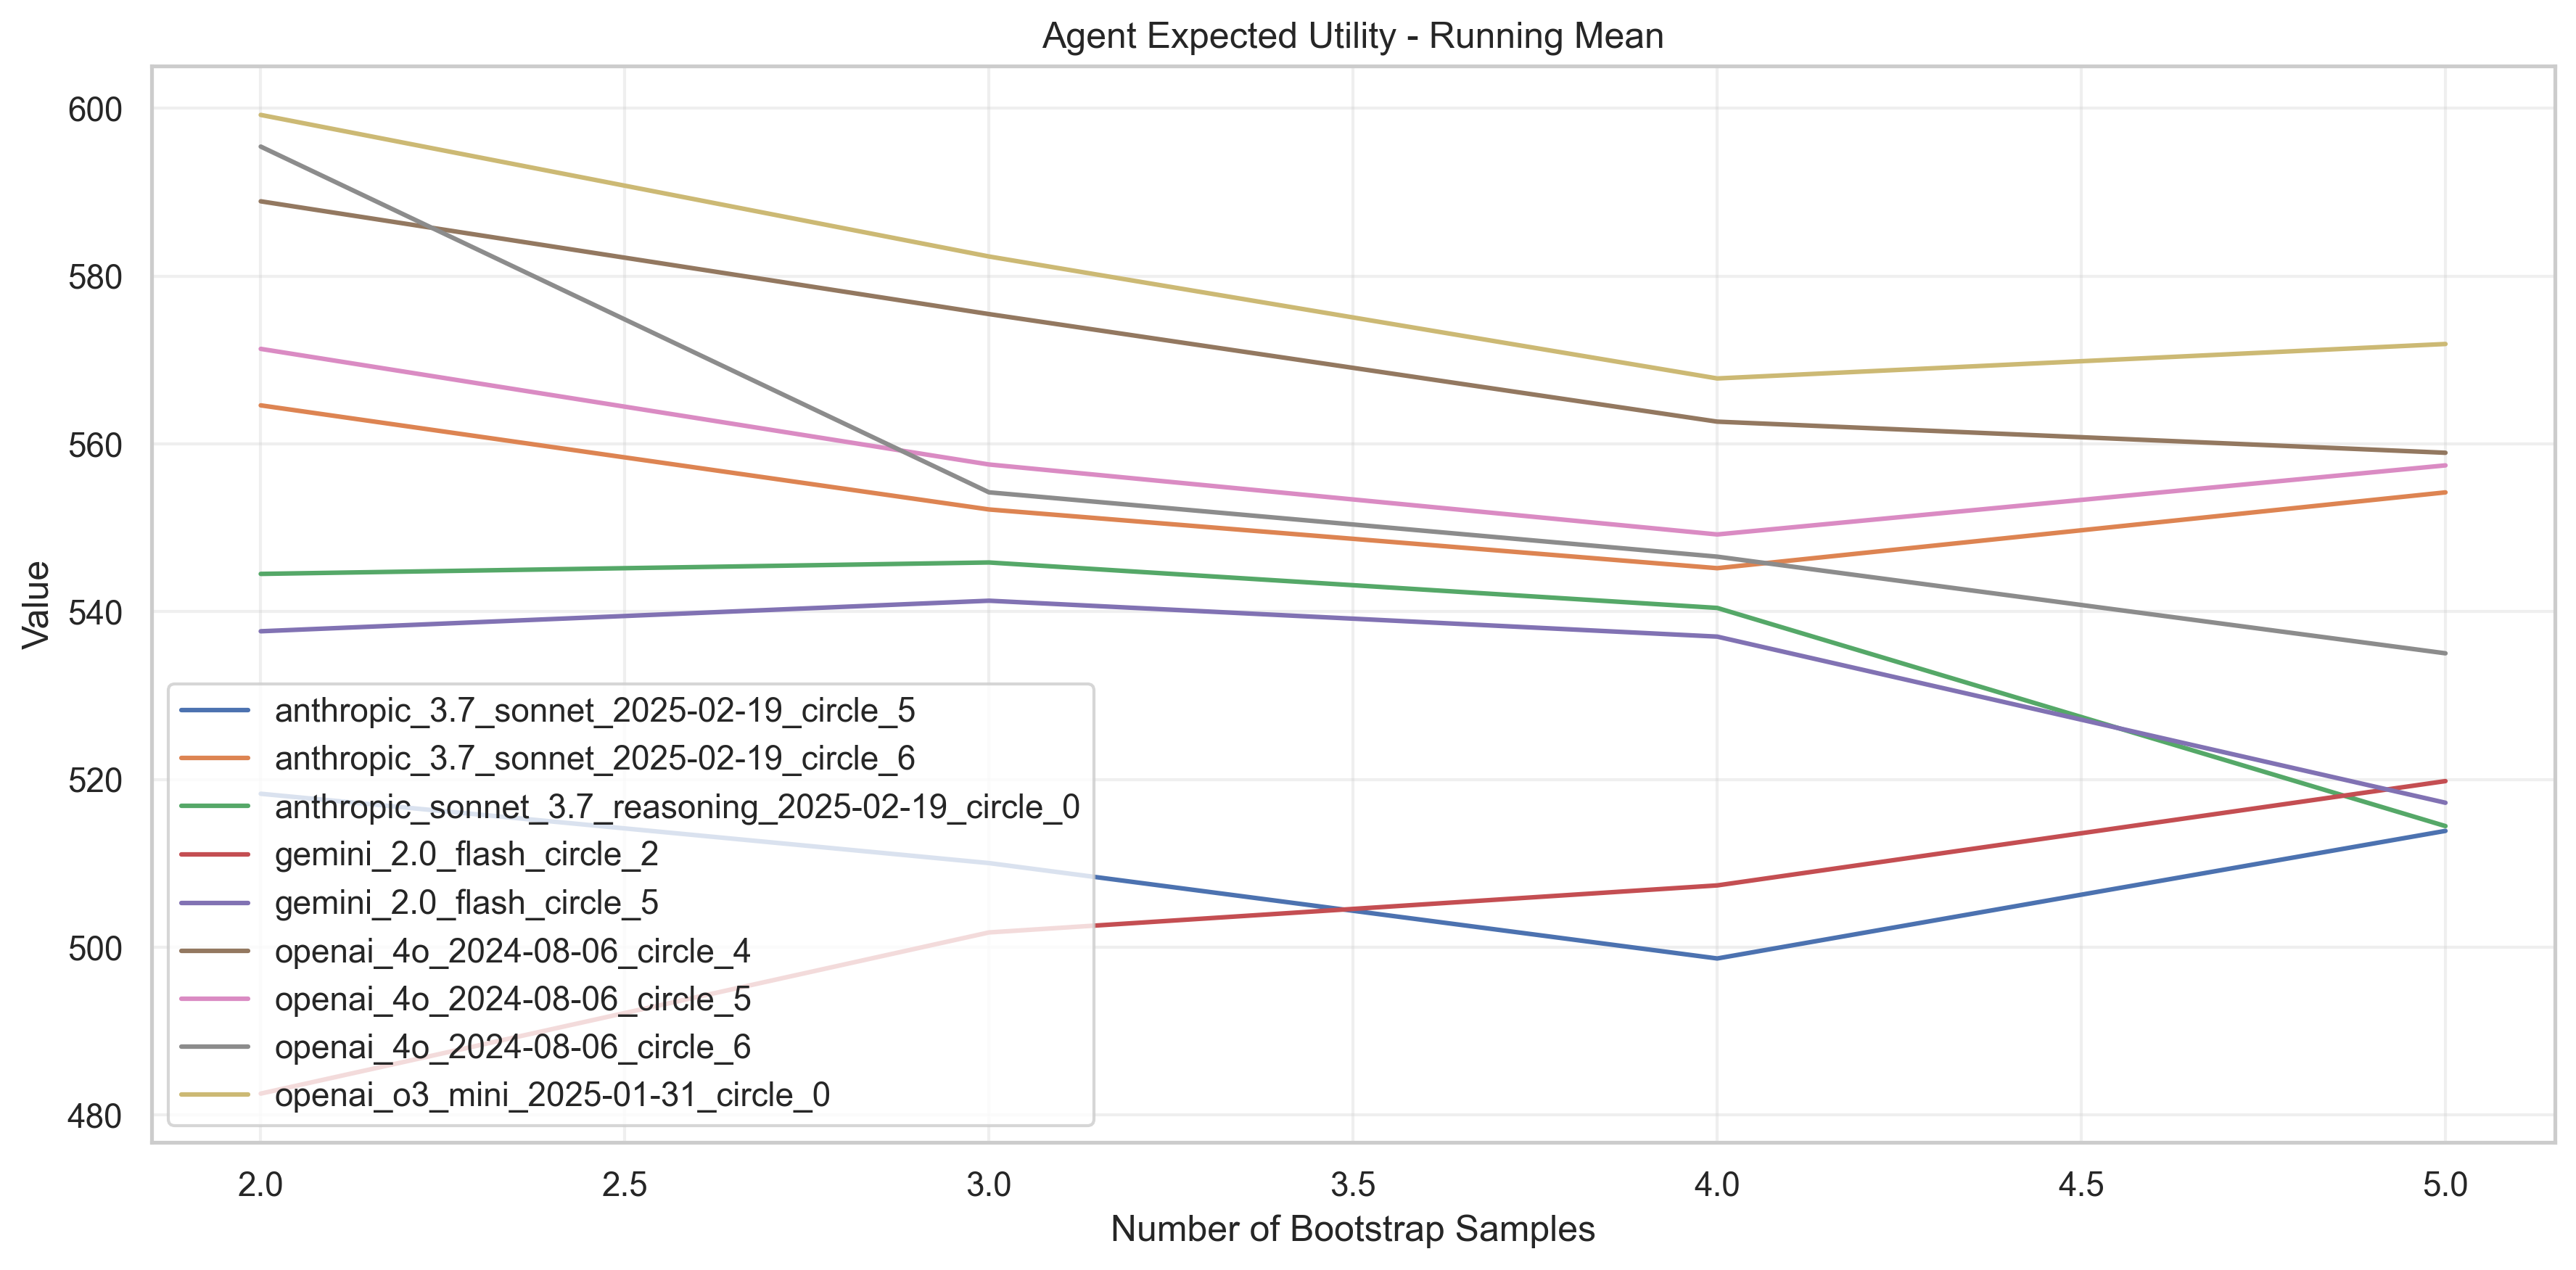 Agent Expected Utility - Running Mean
600
580
560
540
520
500
480
Value
anthropic_3.7_sonnet_2025-02-19_circle_5
anthropic_3.7_sonnet_2025-02-19_circle_6
anthropic_sonnet_3.7_reasoning_2025-02-19_circle_0
gemini_2.0_flash_circle_2
gemini_2.0_flash_circle_5
openai_4o_2024-08-06_circle_4
openai_4o_2024-08-06_circle_5
openai_4o_2024-08-06_circle_6
openai_o3_mini_2025-01-31_circle_0
2.0 2.5 3.0 3.5 4.0 4.5 5.0
Number of Bootstrap Samples